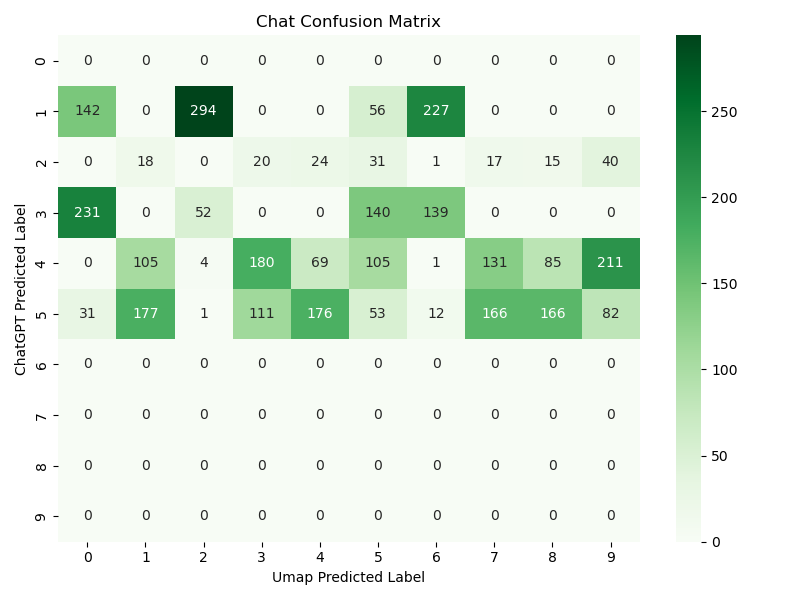 Chat Confusion Matrix
ChatGPT Predicted Label
0 0 0 0 0 0 0 0 0 0 0
1 142 0 294 0 0 56 227 0 0 0
2 0 18 0 20 24 31 1 17 15 40
3 231 0 52 0 0 140 139 0 0 0
4 0 105 4 180 69 105 1 131 85 211
5 31 177 1 111 176 53 12 166 166 82
6 0 0 0 0 0 0 0 0 0 0
7 0 0 0 0 0 0 0 0 0 0
8 0 0 0 0 0 0 0 0 0 0
9 0 0 0 0 0 0 0 0 0 0
0 1 2 3 4 5 6 7 8 9
Umap Predicted Label
250
200
150
100
50
0